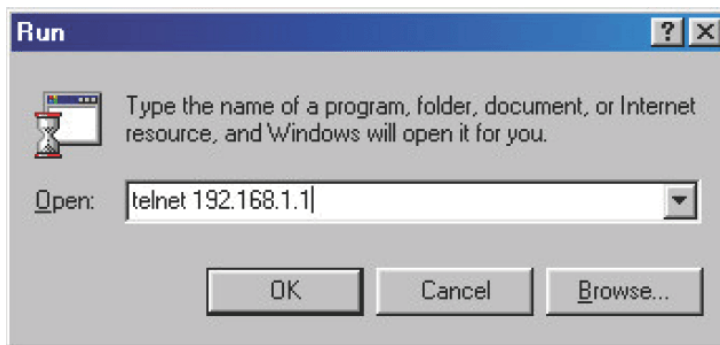 Run
Type the name of a program, folder, document, or Internet
resource, and Windows will open it for you.
Open: telnet 192.168.1.1
OK Cancel Browse...